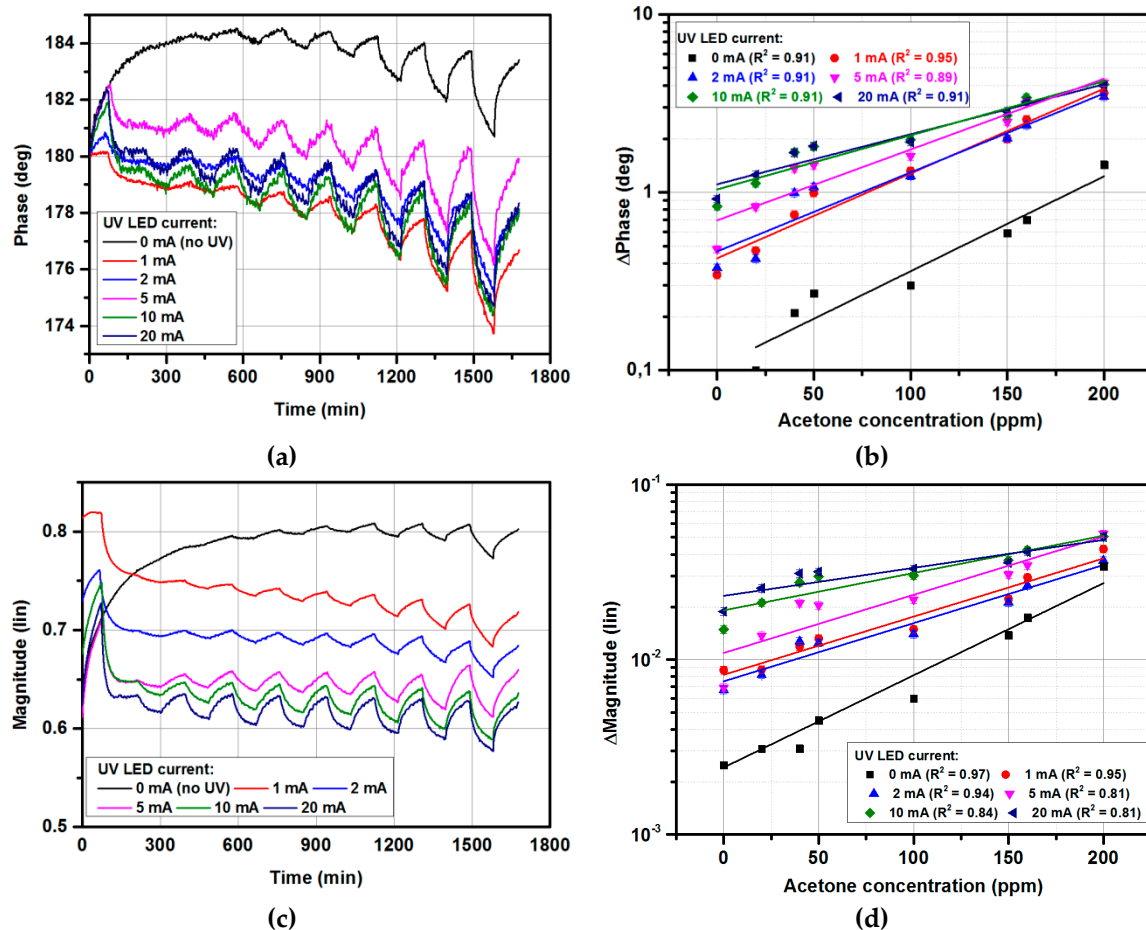 184
182
180
178
176
174
Phase (deg)
UV LED current:
0 mA (no UV)
1 mA
2 mA
5 mA
10 mA
20 mA
0 300 600 900 1200 1500 1800
Time (min)
(a)
UV LED current:
0 mA (R² = 0.91) 1 mA (R² = 0.95)
2 mA (R² = 0.91) 5 mA (R² = 0.89)
10 mA (R² = 0.91) 20 mA (R² = 0.91)
10
1
0,1
ΔPhase (deg)
0 50 100 150 200
Acetone concentration (ppm)
(b)
0.8
0.7
0.6
0.5
Magnitude (lin)
UV LED current:
0 mA (no UV) 1 mA 2 mA
5 mA 10 mA 20 mA
0 300 600 900 1200 1500 1800
Time (min)
(c)
10⁻¹
10⁻²
10⁻³
ΔMagnitude (lin)
UV LED current:
0 mA (R² = 0.97) 1 mA (R² = 0.95)
2 mA (R² = 0.94) 5 mA (R² = 0.81)
10 mA (R² = 0.84) 20 mA (R² = 0.81)
0 50 100 150 200
Acetone concentration (ppm)
(d)